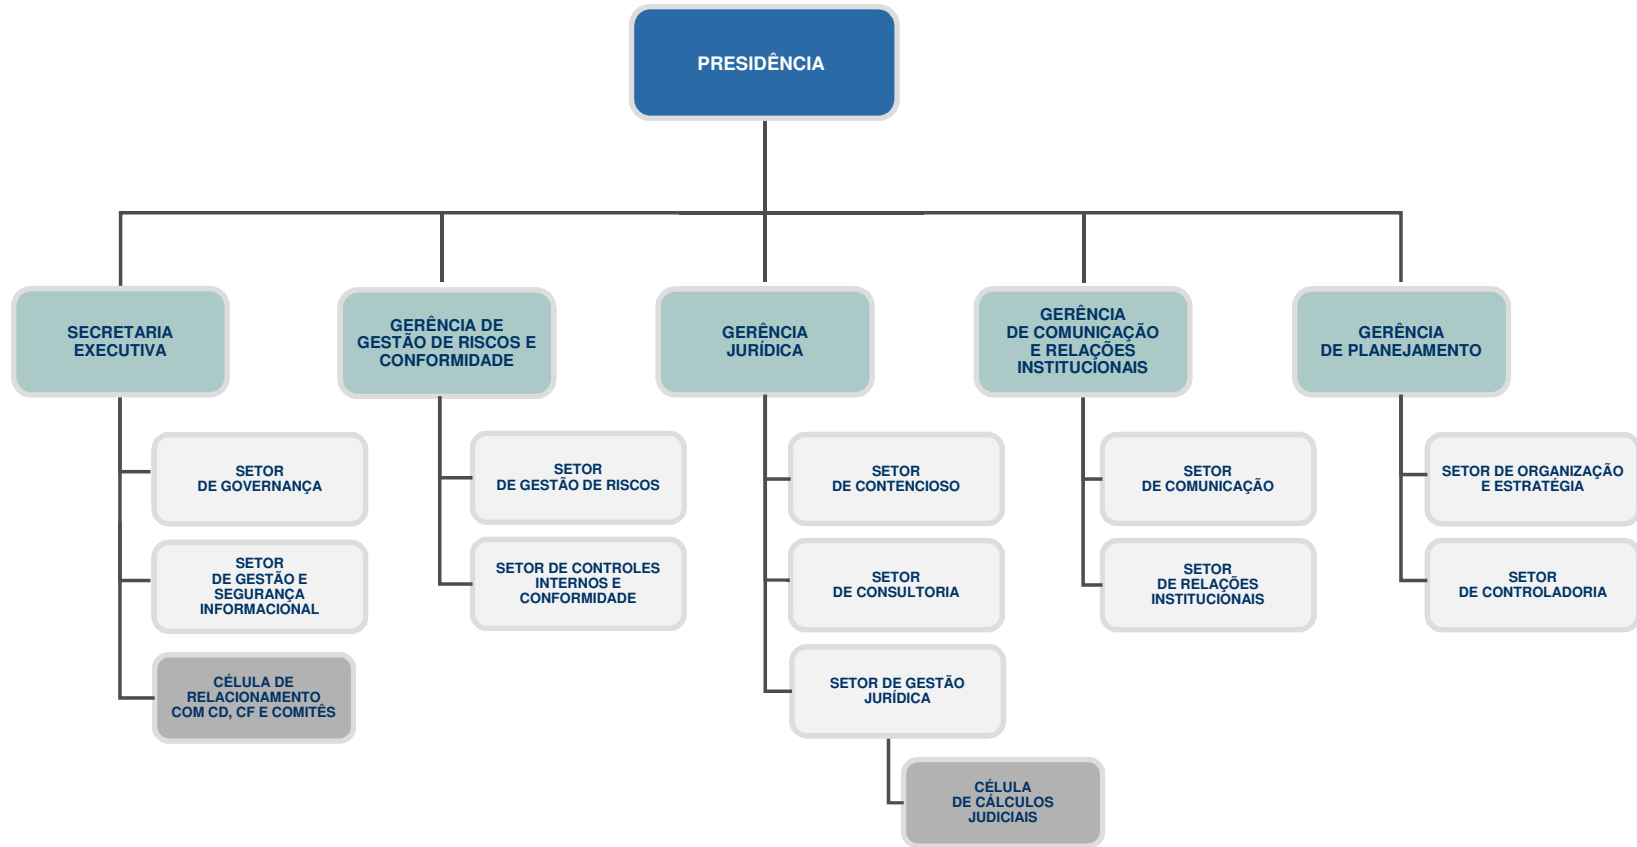 PRESIDÊNCIA
SECRETARIA
EXECUTIVA
GERÊNCIA DE
GESTÃO DE RISCOS E
CONFORMIDADE
GERÊNCIA
JURÍDICA
GERÊNCIA
DE COMUNICAÇÃO
E RELAÇÕES
INSTITUCIONAIS
GERÊNCIA
DE PLANEJAMENTO
SETOR
DE GOVERNANÇA
SETOR
DE GESTÃO E
SEGURANÇA
INFORMACIONAL
CÉLULA DE
RELACIONAMENTO
COM CD, CF E COMITÊS
SETOR
DE GESTÃO DE RISCOS
SETOR DE CONTROLES
INTERNOS E
CONFORMIDADE
SETOR
DE CONTENCIOSO
SETOR
DE CONSULTORIA
SETOR DE GESTÃO
JURÍDICA
CÉLULA
DE CÁLCULOS
JUDICIAIS
SETOR
DE COMUNICAÇÃO
SETOR
DE RELAÇÕES
INSTITUCIONAIS
SETOR DE ORGANIZAÇÃO
E ESTRATÉGIA
SETOR
DE CONTROLADORIA